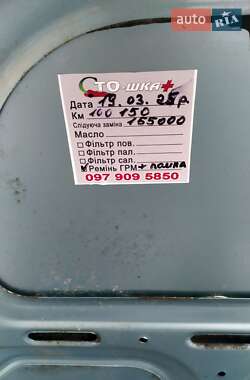 AUTO RIA
СТО-шка+
Дата 19.03.25р.
Км 100 150
Слідуюча заміна 165000
Масло
Фільтр пов.
Фільтр пал.
Фільтр сал.
Ремінь ГРМ + помпа
097 909 5850